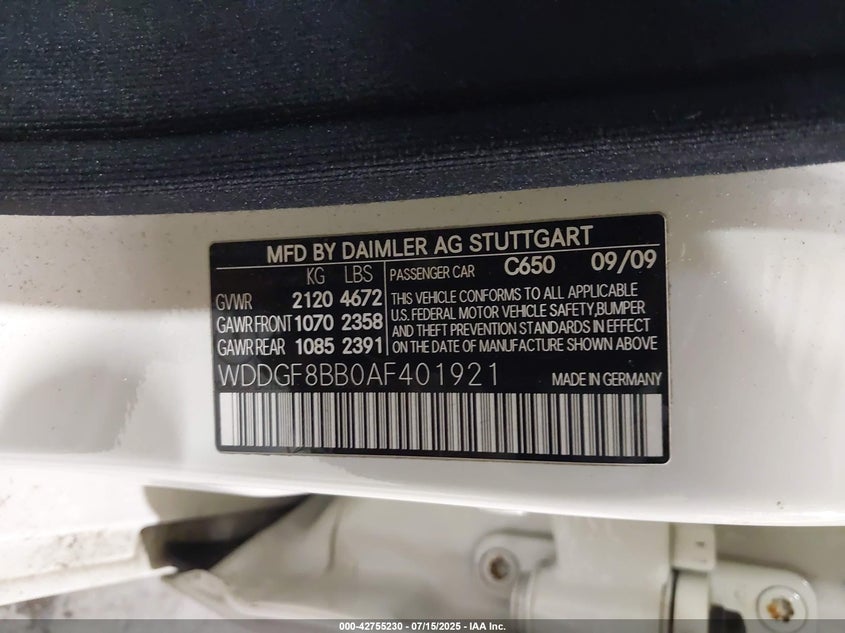 MFD BY DAIMLER AG STUTTGART
KG LBS
GVWR 2120 4672
GAWR FRONT 1070 2358
GAWR REAR 1085 2391
PASSENGER CAR C650 09/09
THIS VEHICLE CONFORMS TO ALL APPLICABLE
U.S. FEDERAL MOTOR VEHICLE SAFETY, BUMPER
AND THEFT PREVENTION STANDARDS IN EFFECT
ON THE DATE OF MANUFACTURE SHOWN ABOVE
WDDGF8BB0AF401921 MADE IN GERMANY
000-42755230 - 07/15/2025 - IAA Inc.